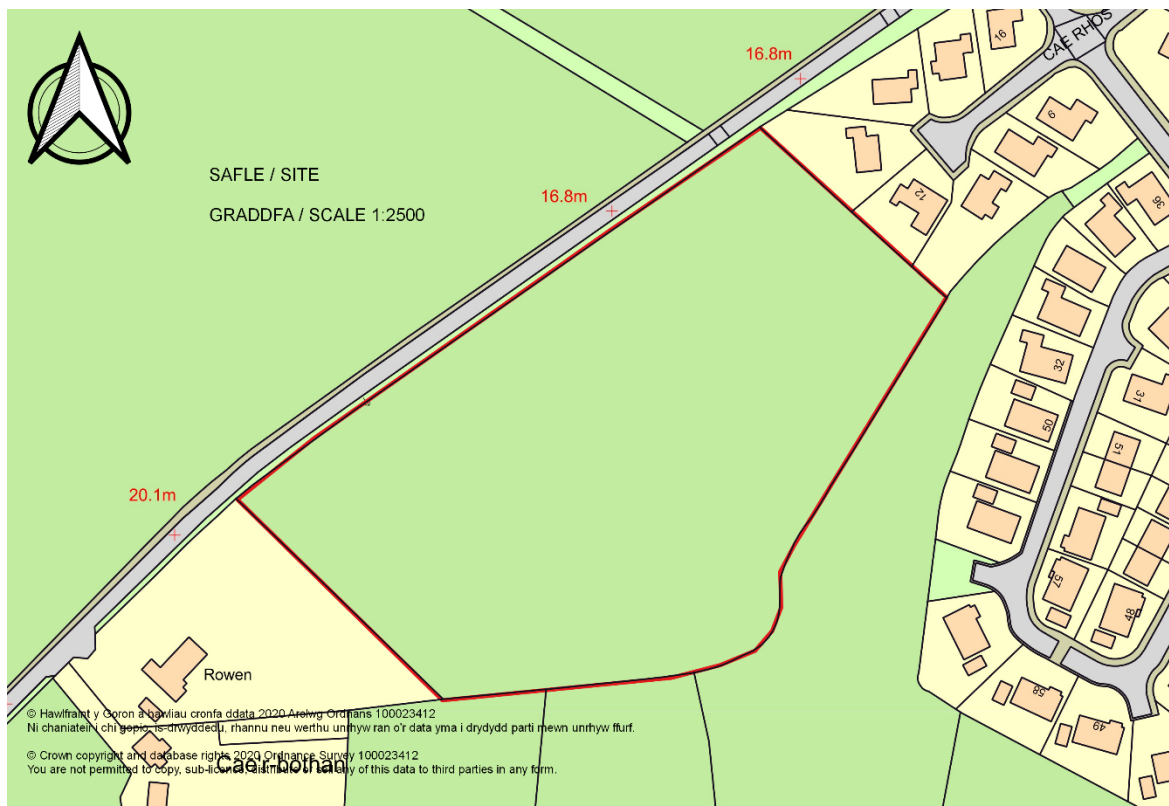 16
CAE RHOS
16.8m
6
SAFLE / SITE
12
36
16.8m
GRADDFA / SCALE 1:2500
32
31
50
51
20.1m
57
48
Rowen
58
49
© Hawlfraint y Goron a hawliau cronfa ddata 2020 Arolwg Ordnans 100023412
Ni chaniateir i chi gopio, is-drwyddedu, rhannu neu werthu unrhyw ran o'r data yma i drydydd parti mewn unrhyw ffurf.
© Crown copyright and database rights 2020 Ordnance Survey 100023412
Cae'r-bothan
You are not permitted to copy, sub-licence, distribute or sell any of this data to third parties in any form.